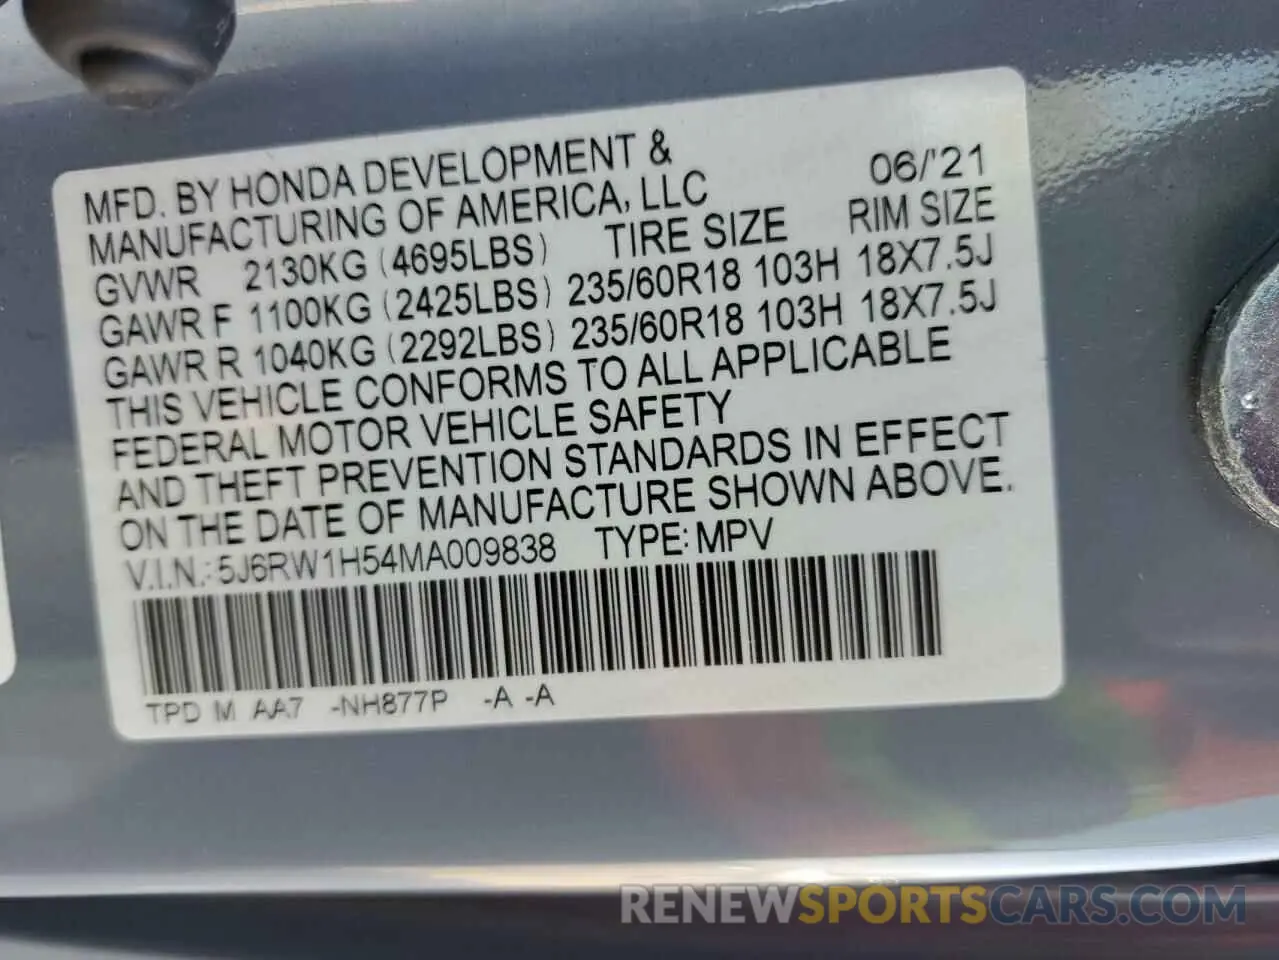 MFD. BY HONDA DEVELOPMENT &
MANUFACTURING OF AMERICA, LLC 06/'21
GVWR 2130KG (4695LBS) TIRE SIZE RIM SIZE
GAWR F 1100KG (2425LBS) 235/60R18 103H 18X7.5J
GAWR R 1040KG (2292LBS) 235/60R18 103H 18X7.5J
THIS VEHICLE CONFORMS TO ALL APPLICABLE
FEDERAL MOTOR VEHICLE SAFETY
AND THEFT PREVENTION STANDARDS IN EFFECT
ON THE DATE OF MANUFACTURE SHOWN ABOVE.
V.I.N.: 5J6RW1H54MA009838 TYPE: MPV
TPD M AA7 -NH877P -A -A
RENEWSPORTSCARS.COM